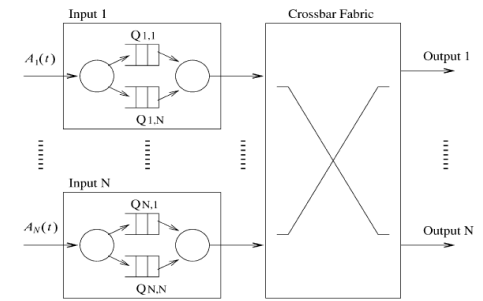 Input 1
Crossbar Fabric
Q1,1
A1(t)
Output 1
Q1,N
Input N
QN,1
AN(t)
Output N
QN,N